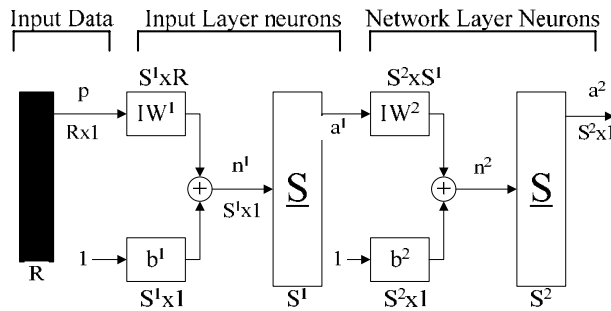 Input Data Input Layer neurons Network Layer Neurons
S¹xR S²xS¹
p IW¹ a¹ IW² a²
Rx1 S²x1
n¹ S n² S
+ S¹x1 +
1 b¹ 1 b²
R S¹x1 S¹ S²x1 S²